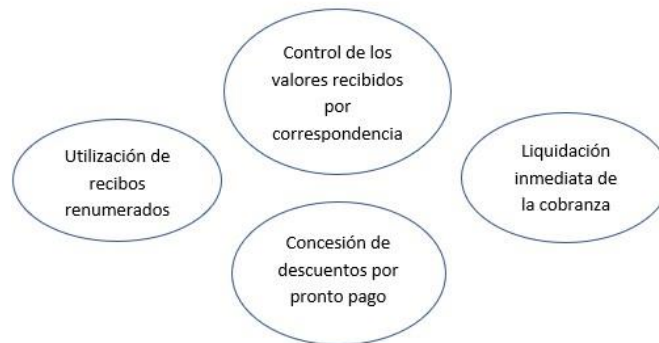 Control de los
valores recibidos
por
correspondencia
Utilización de
recibos
renumerados
Liquidación
inmediata de
la cobranza
Concesión de
descuentos por
pronto pago